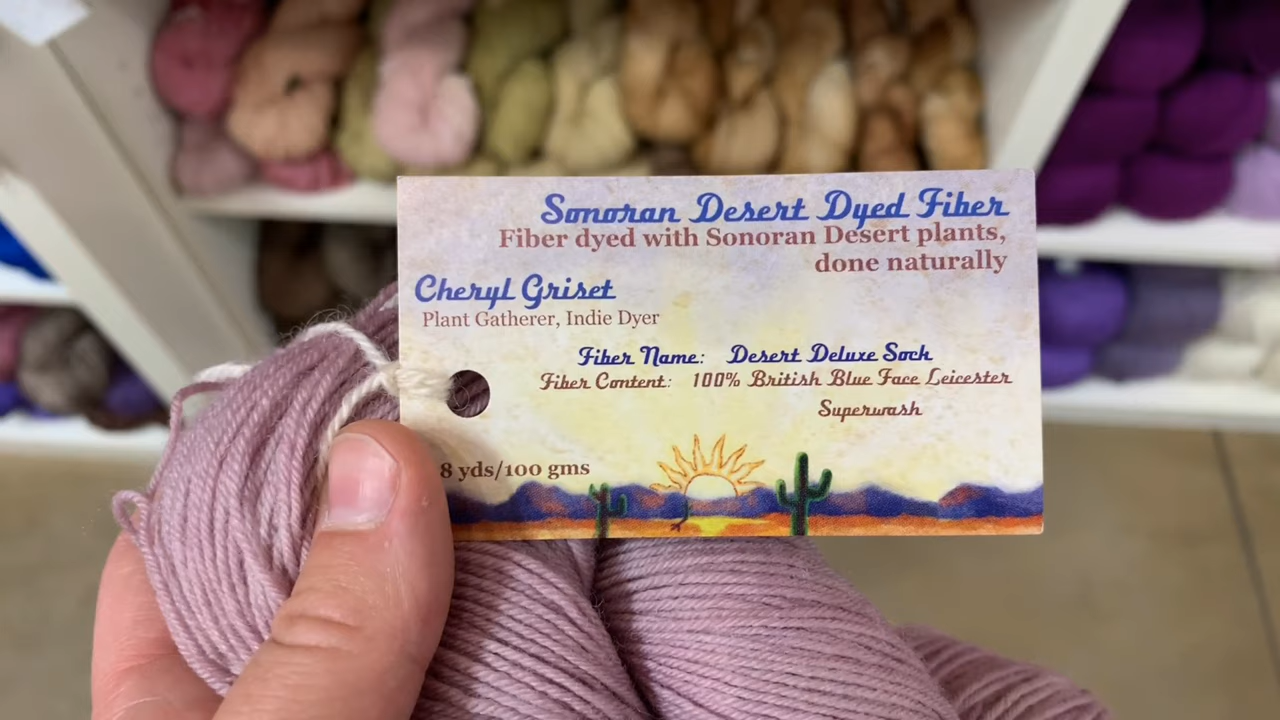 Sonoran Desert Dyed Fiber
Fiber dyed with Sonoran Desert plants,
done naturally
Cheryl Griset
Plant Gatherer, Indie Dyer
Fiber Name: Desert Deluxe Sock
Fiber Content: 100% British Blue Face Leicester
Superwash
8 yds/100 gms